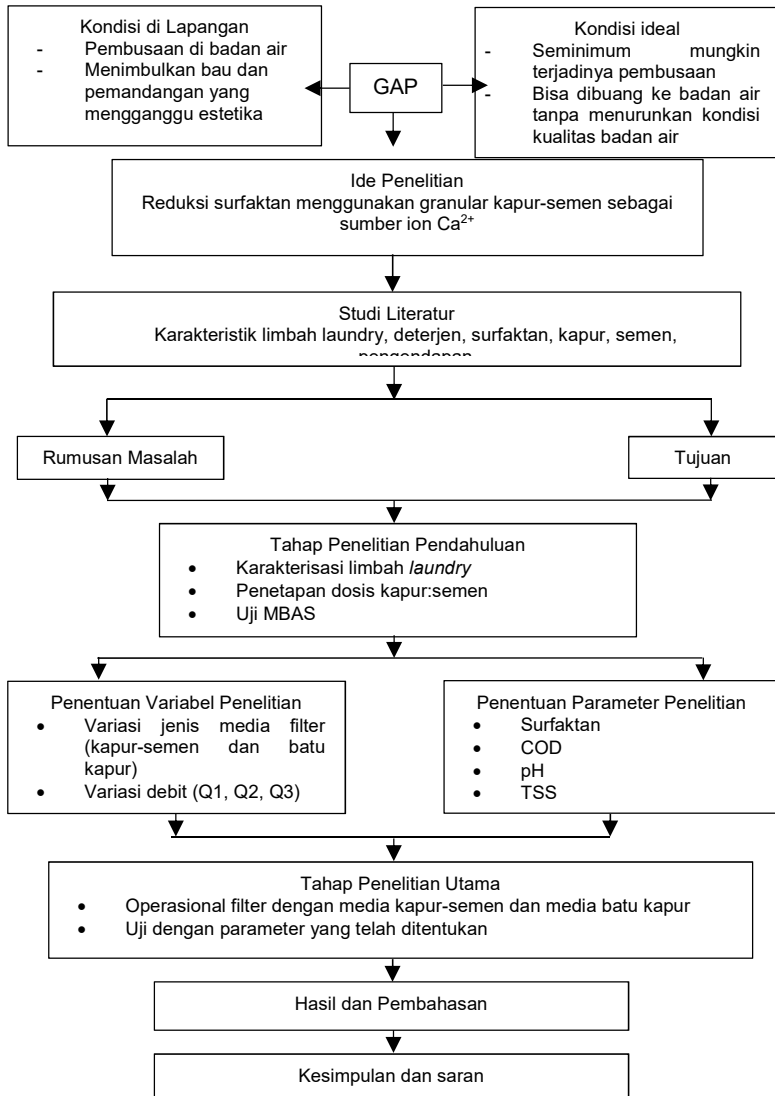 Kondisi di Lapangan
- Pembusaan di badan air
- Menimbulkan bau dan
pemandangan yang
mengganggu estetika
GAP
Kondisi ideal
- Seminimum mungkin
terjadinya pembusaan
- Bisa dibuang ke badan air
tanpa menurunkan kondisi
kualitas badan air
Ide Penelitian
Reduksi surfaktan menggunakan granular kapur-semen sebagai
sumber ion Ca²⁺
Studi Literatur
Karakteristik limbah laundry, deterjen, surfaktan, kapur, semen,
pengendapan
Rumusan Masalah
Tujuan
Tahap Penelitian Pendahuluan
• Karakterisasi limbah laundry
• Penetapan dosis kapur:semen
• Uji MBAS
Penentuan Variabel Penelitian
• Variasi jenis media filter
(kapur-semen dan batu
kapur)
• Variasi debit (Q1, Q2, Q3)
Penentuan Parameter Penelitian
• Surfaktan
• COD
• pH
• TSS
Tahap Penelitian Utama
• Operasional filter dengan media kapur-semen dan media batu kapur
• Uji dengan parameter yang telah ditentukan
Hasil dan Pembahasan
Kesimpulan dan saran